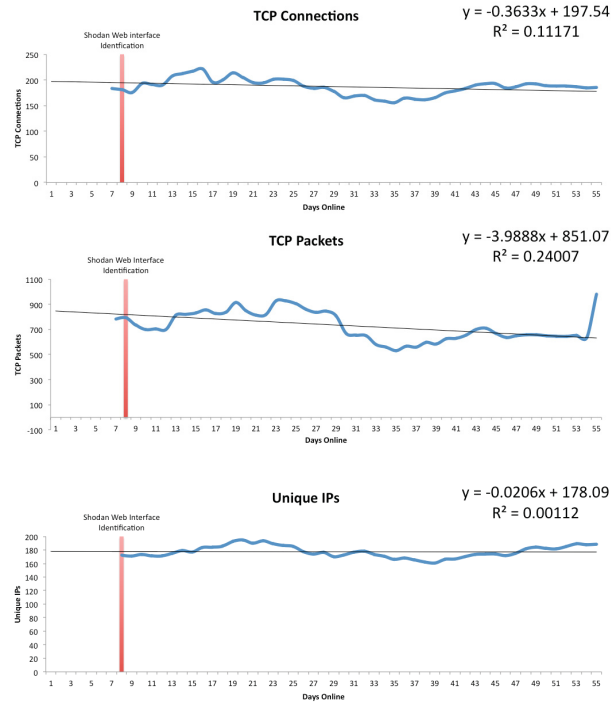 TCP Connections
y = -0.3633x + 197.54
R² = 0.11171
Shodan Web interface
Identification
250
200
150
100
50
0
TCP Connections
1 3 5 7 9 11 13 15 17 19 21 23 25 27 29 31 33 35 37 39 41 43 45 47 49 51 53 55
Days Online
TCP Packets
y = -3.9888x + 851.07
R² = 0.24007
Shodan Web Interface
Identification
1100
900
700
500
300
100
-100
TCP Packets
1 3 5 7 9 11 13 15 17 19 21 23 25 27 29 31 33 35 37 39 41 43 45 47 49 51 53 55
Days Online
Unique IPs
y = -0.0206x + 178.09
R² = 0.00112
Shodan Web Interface
Identification
200
180
160
140
120
100
80
60
40
20
0
Unique IPs
1 3 5 7 9 11 13 15 17 19 21 23 25 27 29 31 33 35 37 39 41 43 45 47 49 51 53 55
Days Online